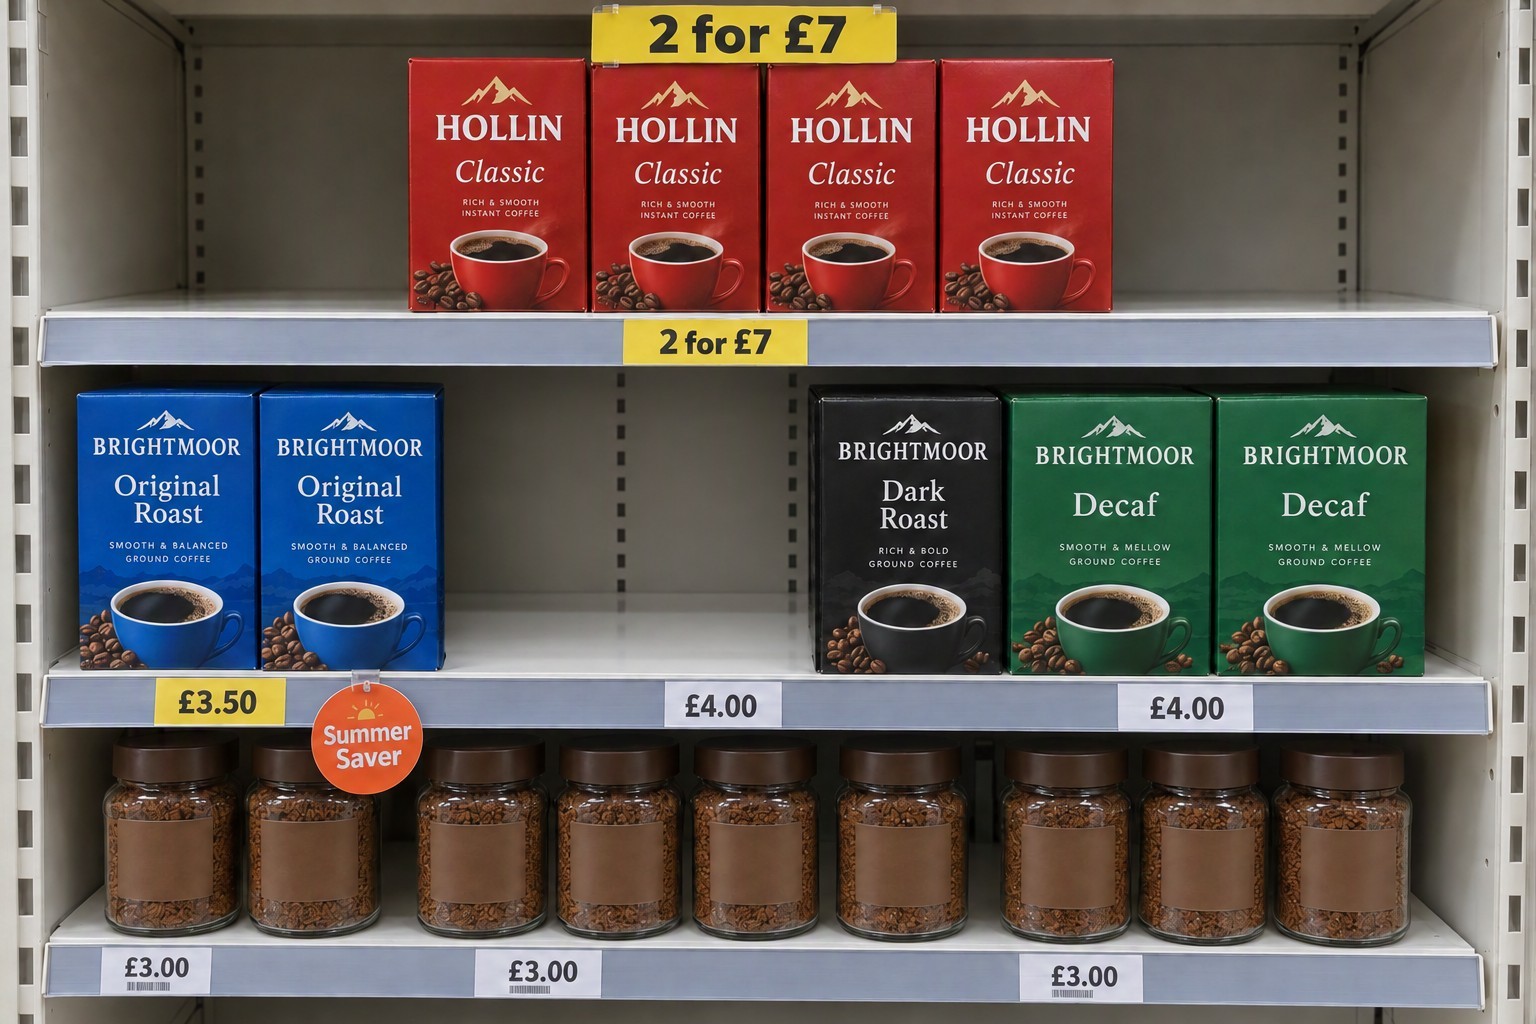 2 for £7
HOLLIN
Classic
RICH & SMOOTH
INSTANT COFFEE
HOLLIN
Classic
RICH & SMOOTH
INSTANT COFFEE
HOLLIN
Classic
RICH & SMOOTH
INSTANT COFFEE
HOLLIN
Classic
RICH & SMOOTH
INSTANT COFFEE
2 for £7
BRIGHTMOOR
Original
Roast
SMOOTH & BALANCED
GROUND COFFEE
BRIGHTMOOR
Original
Roast
SMOOTH & BALANCED
GROUND COFFEE
BRIGHTMOOR
Dark
Roast
RICH & BOLD
GROUND COFFEE
BRIGHTMOOR
Decaf
SMOOTH & MELLOW
GROUND COFFEE
BRIGHTMOOR
Decaf
SMOOTH & MELLOW
GROUND COFFEE
£3.50
Summer
Saver
£4.00
£4.00
£3.00
£3.00
£3.00